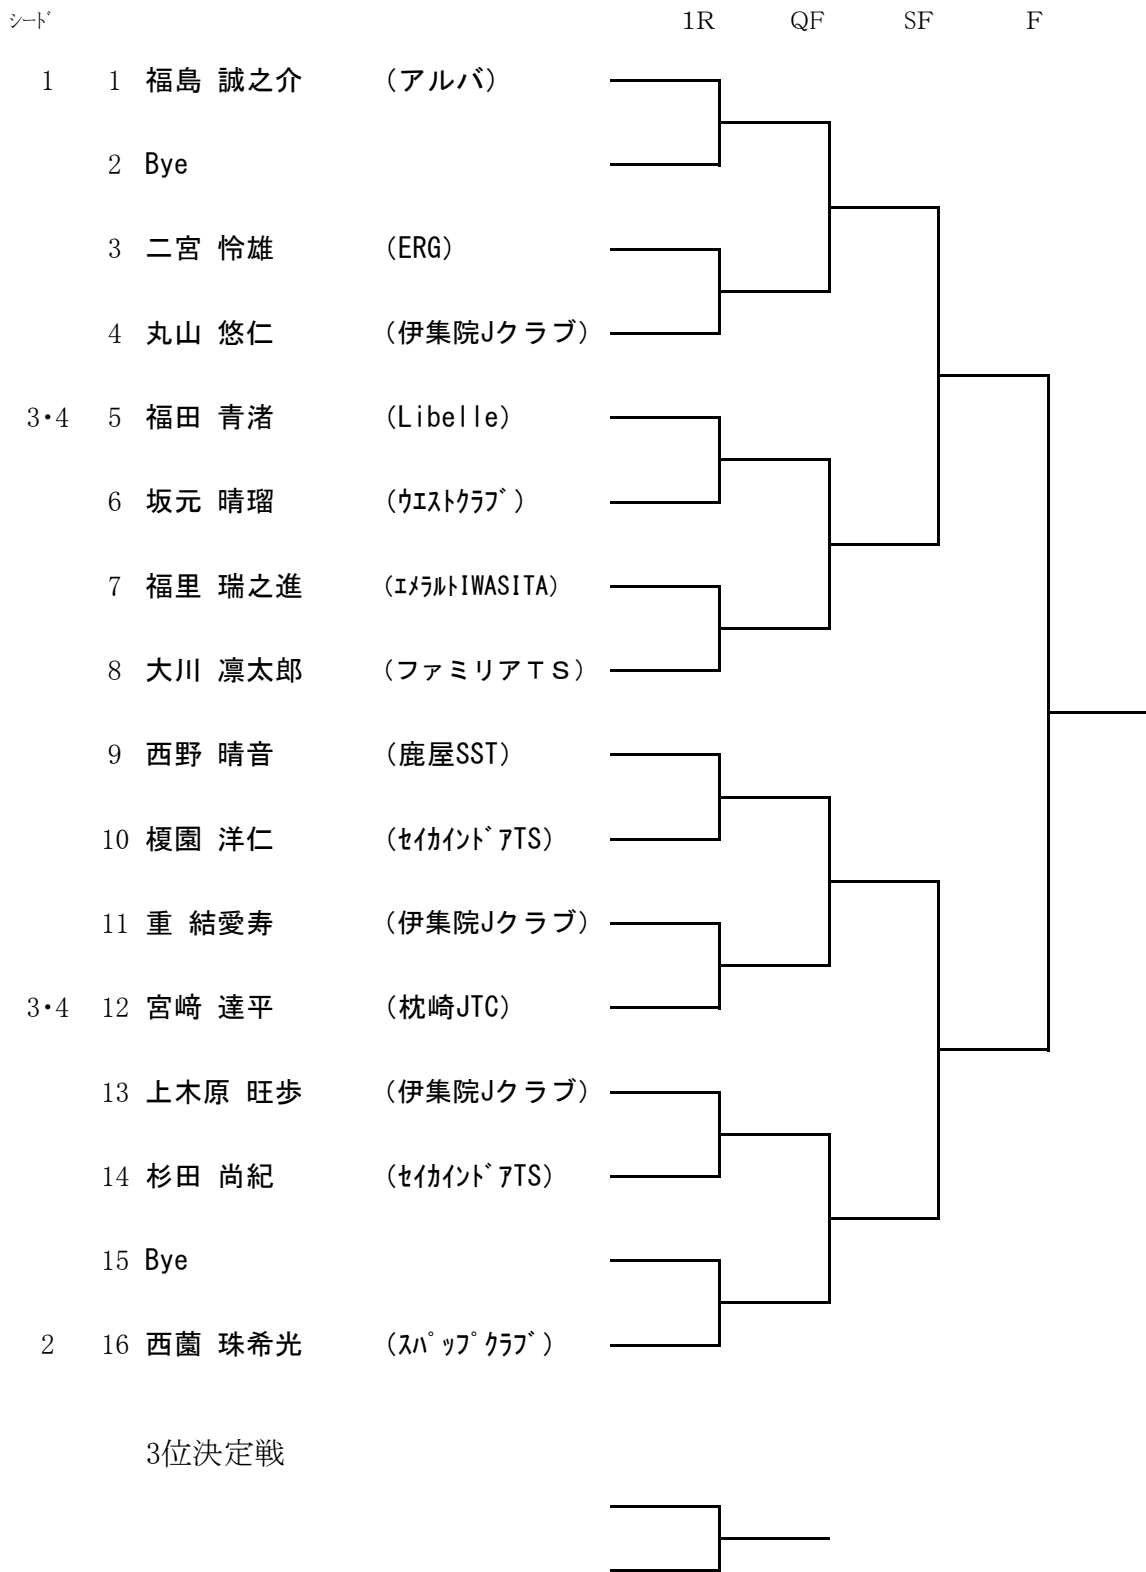 ｼｰﾄﾞ 1R QF SF F
1 1 福島 誠之介 (アルバ)
2 Bye
3 二宮 怜雄 (ERG)
4 丸山 悠仁 (伊集院Jクラブ)
3・4 5 福田 青渚 (Libelle)
6 坂元 晴瑠 (ｳｴｽﾄｸﾗﾌﾞ)
7 福里 瑞之進 (ｴﾒﾗﾙﾄIWASITA)
8 大川 凛太郎 (ファミリアＴＳ)
9 西野 晴音 (鹿屋SST)
10 榎園 洋仁 (ｾｲｶｲﾝﾄﾞｱTS)
11 重 結愛寿 (伊集院Jクラブ)
3・4 12 宮﨑 達平 (枕崎JTC)
13 上木原 旺歩 (伊集院Jクラブ)
14 杉田 尚紀 (ｾｲｶｲﾝﾄﾞｱTS)
15 Bye
2 16 西薗 珠希光 (ｽﾊﾟｯﾌﾟｸﾗﾌﾞ)
3位決定戦